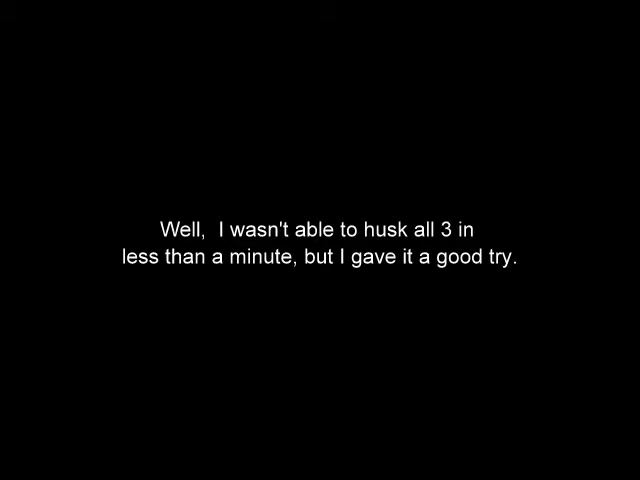 Well,  I wasn't able to husk all 3 in
less than a minute, but I gave it a good try.